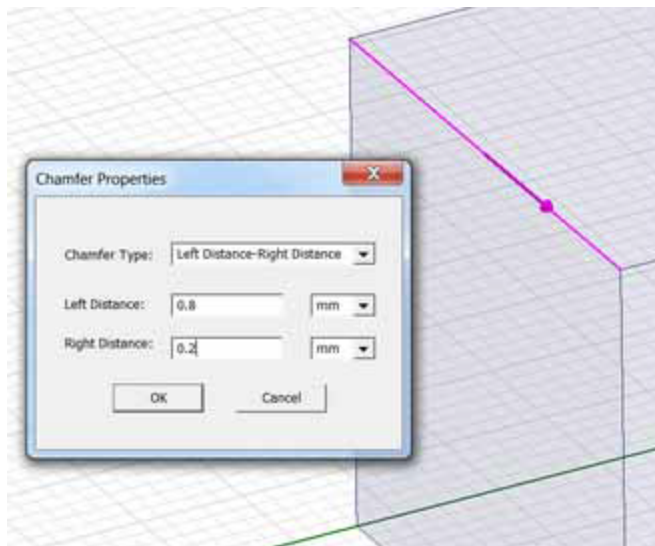 Chamfer Properties
Chamfer Type: Left Distance-Right Distance
Left Distance: 0.8 mm
Right Distance: 0.2 mm
OK Cancel